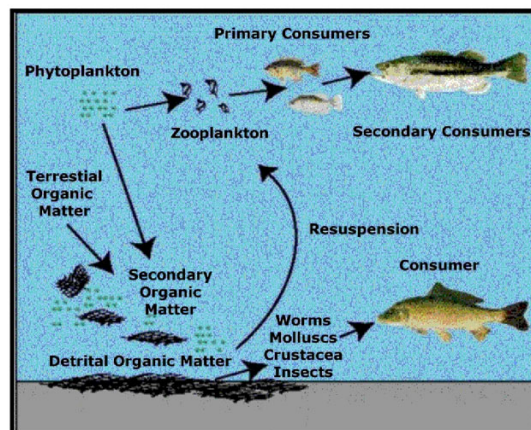 Primary Consumers
Phytoplankton
Zooplankton
Secondary Consumers
Terrestial
Organic
Matter
Resuspension
Secondary
Organic
Matter
Consumer
Detrital Organic Matter
Worms
Molluscs
Crustacea
Insects